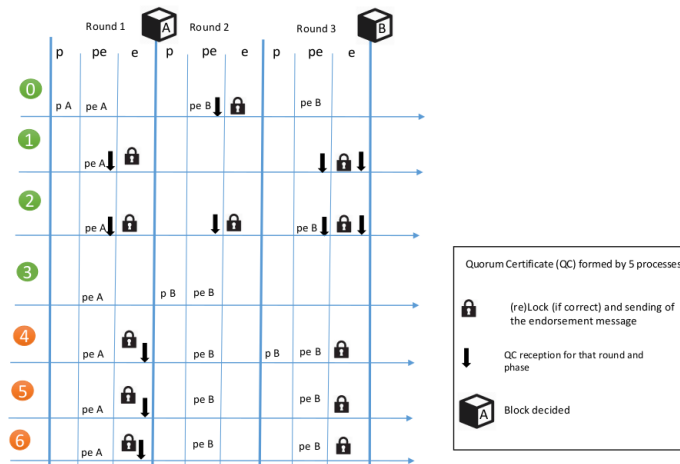 Round 1 A Round 2 Round 3 B
p pe e p pe e p pe e
0 p A pe A pe B pe B
1 pe A
2 pe A pe B
3 pe A p B pe B
4 pe A pe B p B pe B
5 pe A pe B pe B
6 pe A pe B pe B
Quorum Certificate (QC) formed by 5 processes
(re)Lock (if correct) and sending of
the endorsement message
QC reception for that round and
phase
A Block decided